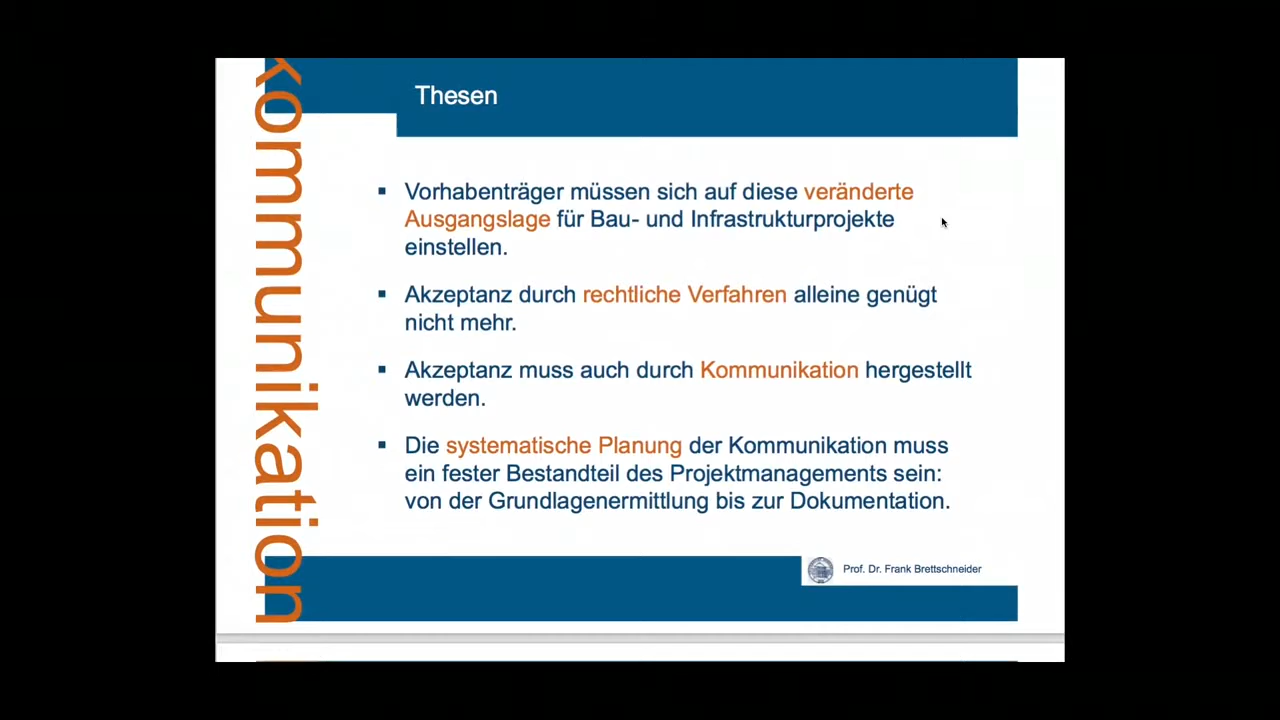 kommunikation
Thesen
Vorhabenträger müssen sich auf diese veränderte
Ausgangslage für Bau- und Infrastrukturprojekte
einstellen.
Akzeptanz durch rechtliche Verfahren alleine genügt
nicht mehr.
Akzeptanz muss auch durch Kommunikation hergestellt
werden.
Die systematische Planung der Kommunikation muss
ein fester Bestandteil des Projektmanagements sein:
von der Grundlagenermittlung bis zur Dokumentation.
Prof. Dr. Frank Brettschneider